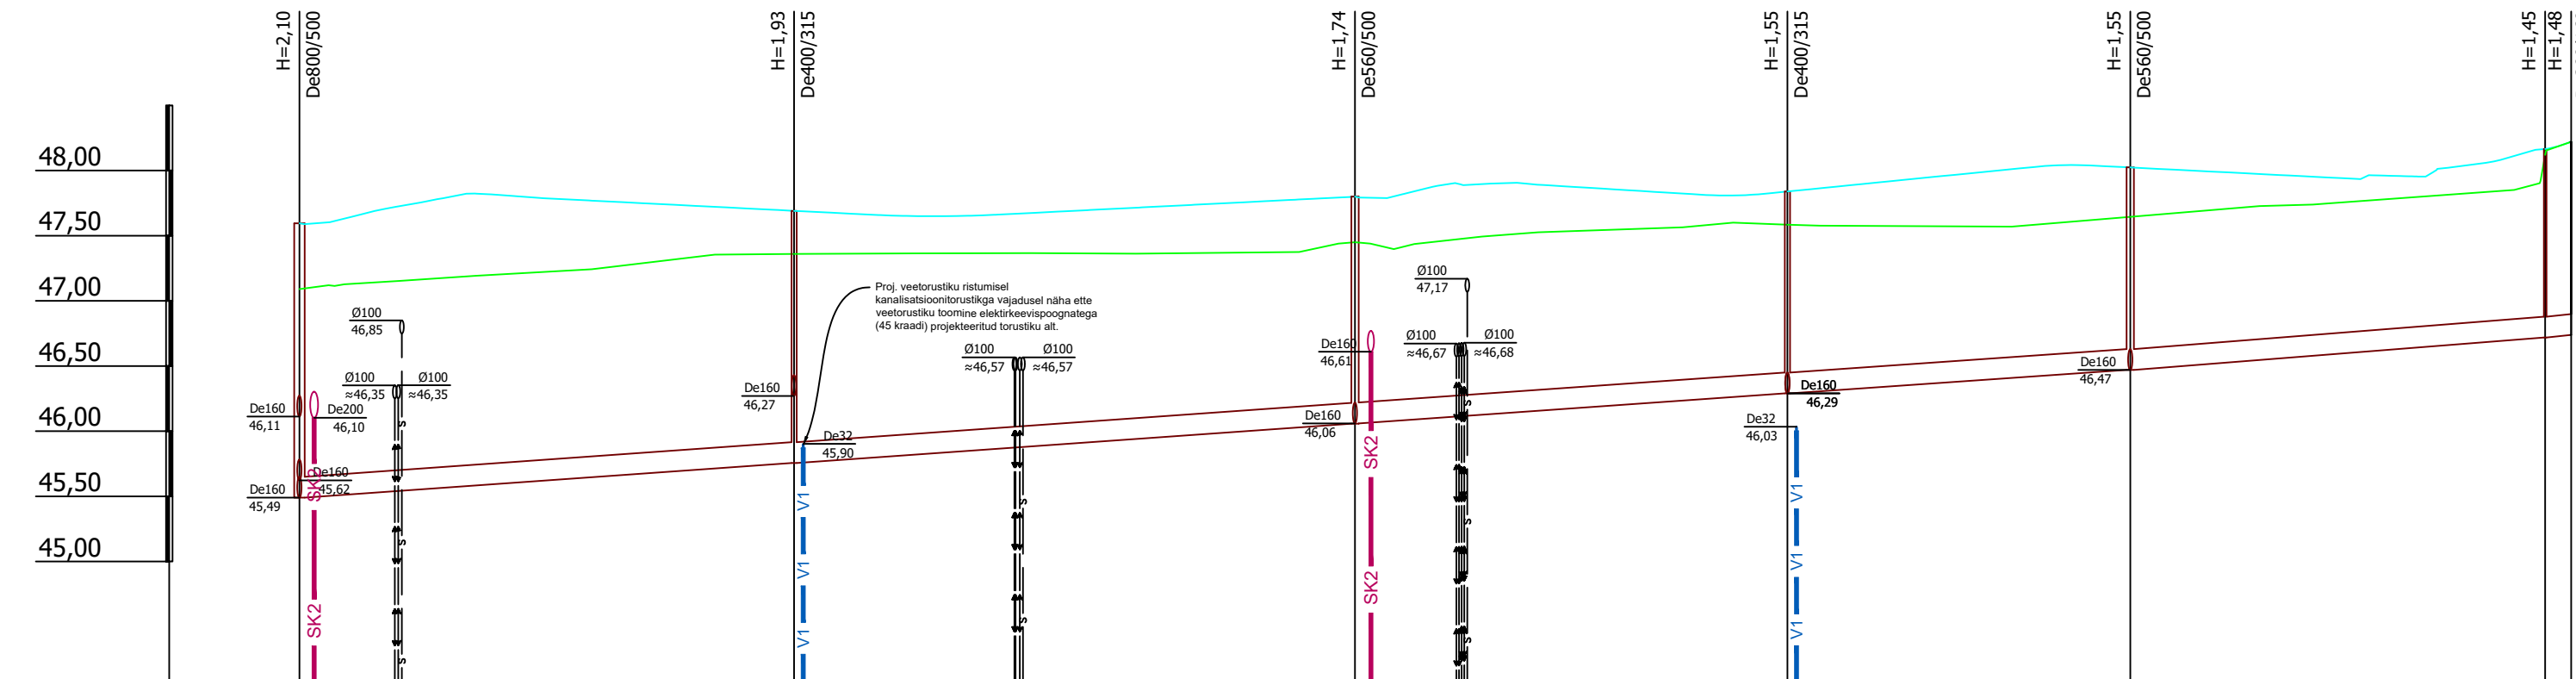 H=2,10
De800/500
H=1,93
De400/315
H=1,74
De560/500
H=1,55
De400/315
H=1,55
De560/500
H=1,45
H=1,48
48,00
47,50
47,00
46,50
46,00
45,50
45,00
Ø100
46,85
Ø100
≈46,35
Ø100
≈46,35
De160
46,11
De200
46,10
De160
45,62
De160
45,49
SK2
SK2
S
S
S
De160
46,27
Proj. veetorustiku ristumisel
kanalisatsioonitorustikga vajadusel näha ette
veetorustiku toomine elektirkeevispoognatega
(45 kraadi) projekteeritud torustiku alt.
De32
45,90
V1
V1
V1
Ø100
≈46,57
Ø100
≈46,57
S
S
De160
46,61
De160
46,06
SK2
SK2
Ø100
47,17
Ø100
≈46,67
Ø100
≈46,68
S
S
S
De160
46,29
De32
46,03
V1
V1
V1
De160
46,47